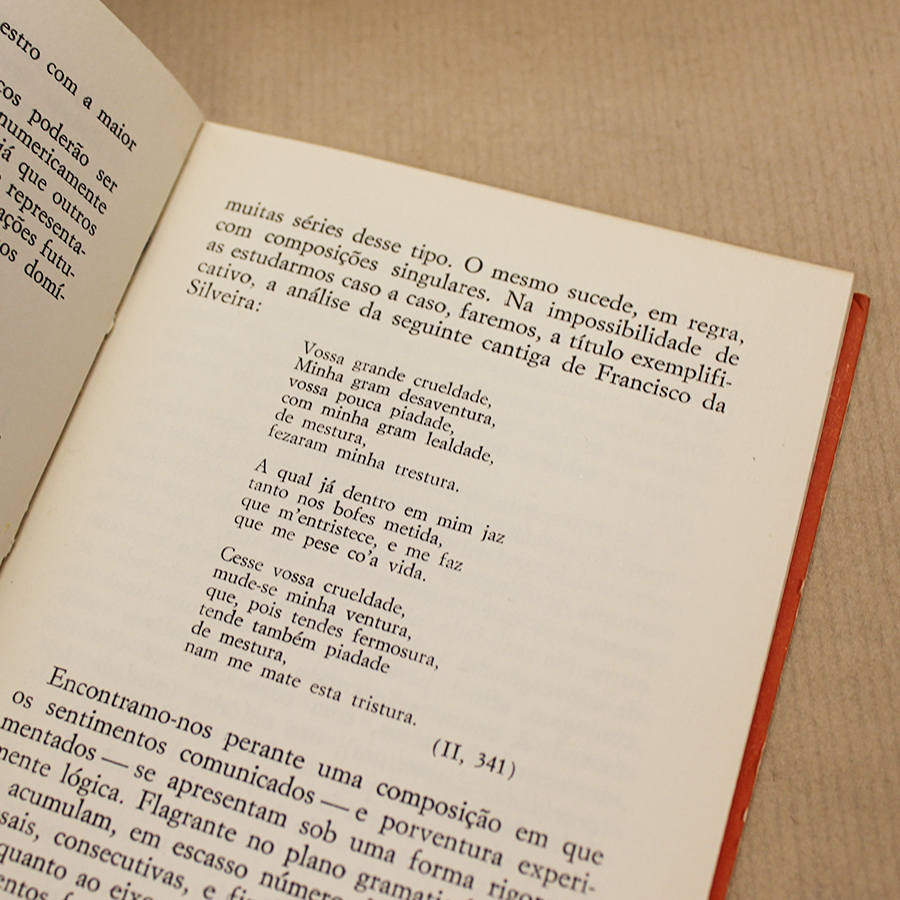 estro com a maior
poderão ser
numericamente
já que outros
representa-
ações futu-
os domí-
muitas séries desse tipo. O mesmo sucede, em regra,
com composições singulares. Na impossibilidade de
as estudarmos caso a caso, faremos, a título exemplifi-
cativo, a análise da seguinte cantiga de Francisco da
Silveira:
Vossa grande crueldade,
Minha gram desaventura,
vossa pouca piadade,
com minha gram lealdade,
de mestura,
fezaram minha trestura.
A qual já dentro em mim jaz
tanto nos bofes metida,
que m'entristece, e me faz
que me pese co'a vida.
Cesse vossa crueldade,
mude-se minha ventura,
que, pois tendes fermosura,
tende também piadade
de mestura,
nam me mate esta tristura.
(II, 341)
Encontramo-nos perante uma composição em que
os sentimentos comunicados — e porventura experi-
mentados — se apresentam sob uma forma rigo
mente lógica. Flagrante no plano gramati
acumulam, em escasso número
sais, consecutivas, e
quanto ao eixo